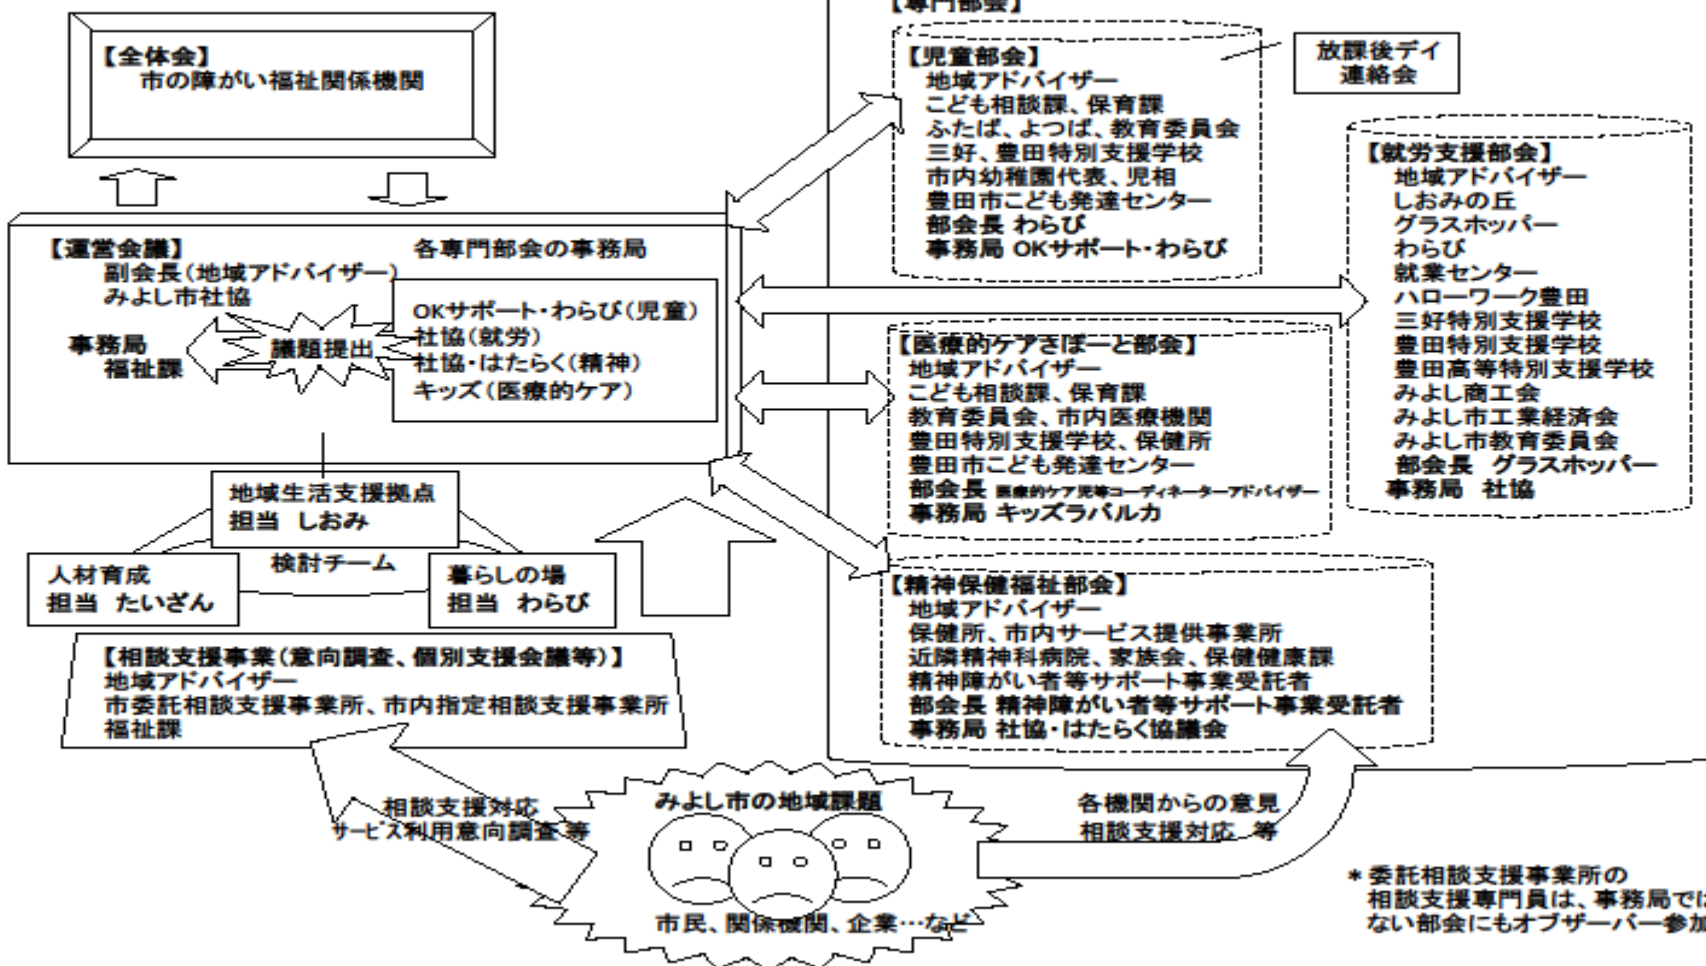 【全体会】
市の障がい福祉関係機関
【運営会議】
副会長(地域アドバイザー)
みよし市社協
事務局
福祉課
議題提出
各専門部会の事務局
OKサポート・わらび(児童)
社協(就労)
社協・はたらく(精神)
キッズ(医療的ケア)
地域生活支援拠点
担当 しおみ
検討チーム
人材育成
担当 たいざん
暮らしの場
担当 わらび
【相談支援事業(意向調査、個別支援会議等)】
地域アドバイザー
市委託相談支援事業所、市内指定相談支援事業所
福祉課
相談支援対応
サービス利用意向調査 等
みよし市の地域課題
市民、関係機関、企業…など
各機関からの意見
相談支援対応 等
【専門部会】
【児童部会】
地域アドバイザー
こども相談課、保育課
ふたば、よつば、教育委員会
三好、豊田特別支援学校
市内幼稚園代表、児相
豊田市こども発達センター
部会長 わらび
事務局 OKサポート・わらび
放課後デイ
連絡会
【就労支援部会】
地域アドバイザー
しおみの丘
グラスホッパー
わらび
就業センター
ハローワーク豊田
三好特別支援学校
豊田特別支援学校
豊田高等特別支援学校
みよし商工会
みよし市工業経済会
みよし市教育委員会
部会長 グラスホッパー
事務局 社協
【医療的ケアさぽーと部会】
地域アドバイザー
こども相談課、保育課
教育委員会、市内医療機関
豊田特別支援学校、保健所
豊田市こども発達センター
部会長 医療的ケア児等コーディネーターアドバイザー
事務局 キッズラバルカ
【精神保健福祉部会】
地域アドバイザー
保健所、市内サービス提供事業所
近隣精神科病院、家族会、保健健康課
精神障がい者等サポート事業受託者
部会長 精神障がい者等サポート事業受託者
事務局 社協・はたらく協議会
*委託相談支援事業所の
相談支援専門員は、事務局では
ない部会にもオブザーバー参加